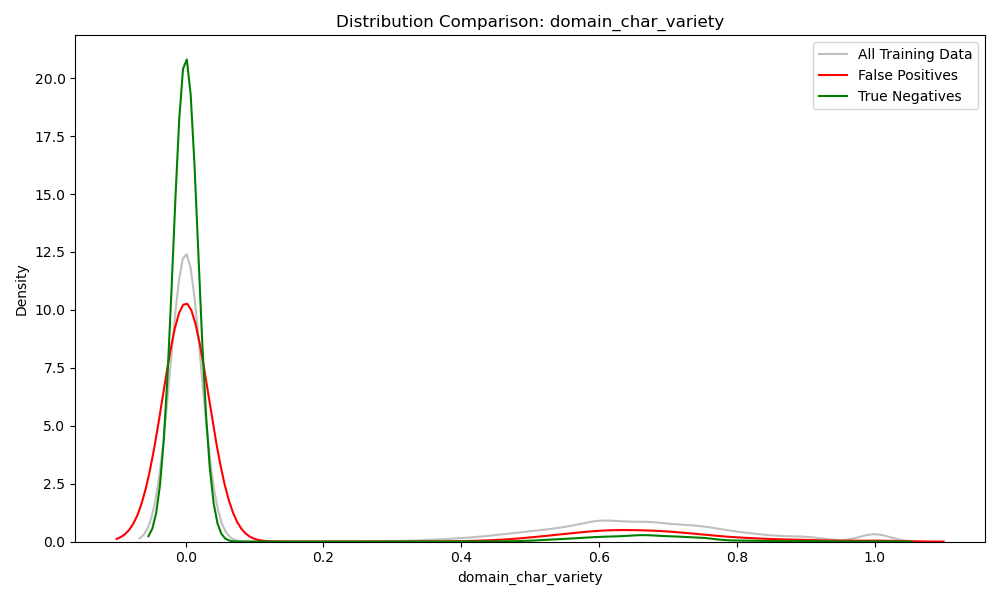 Distribution Comparison: domain_char_variety
All Training Data
False Positives
True Negatives
Density
20.0
17.5
15.0
12.5
10.0
7.5
5.0
2.5
0.0
0.0 0.2 0.4 0.6 0.8 1.0
domain_char_variety